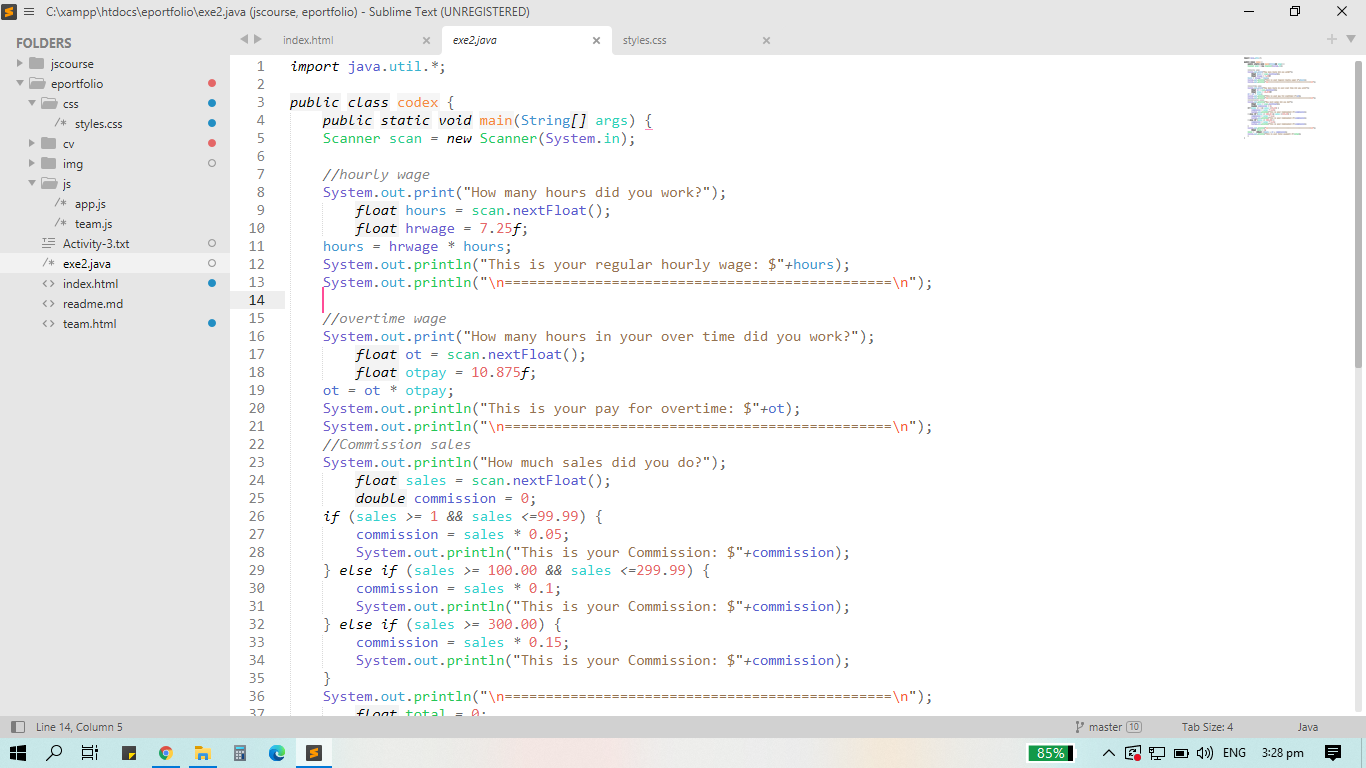 C:\xampp\htdocs\eportfolio\exe2.java (jscourse, eportfolio) - Sublime Text (UNREGISTERED)
FOLDERS
jscourse
eportfolio
css
/* styles.css
cv
img
js
/* app.js
/* team.js
Activity-3.txt
/* exe2.java
<> index.html
<> readme.md
<> team.html
index.html × exe2.java × styles.css ×
1 import java.util.*;
2
3 public class codex {
4 public static void main(String[] args) {
5 Scanner scan = new Scanner(System.in);
6
7 //hourly wage
8 System.out.print("How many hours did you work?");
9 float hours = scan.nextFloat();
10 float hrwage = 7.25f;
11 hours = hrwage * hours;
12 System.out.println("This is your regular hourly wage: $"+hours);
13 System.out.println("\n===============================================\n");
14
15 //overtime wage
16 System.out.print("How many hours in your over time did you work?");
17 float ot = scan.nextFloat();
18 float otpay = 10.875f;
19 ot = ot * otpay;
20 System.out.println("This is your pay for overtime: $"+ot);
21 System.out.println("\n===============================================\n");
22 //Commission sales
23 System.out.println("How much sales did you do?");
24 float sales = scan.nextFloat();
25 double commission = 0;
26 if (sales >= 1 && sales <=99.99) {
27 commission = sales * 0.05;
28 System.out.println("This is your Commission: $"+commission);
29 } else if (sales >= 100.00 && sales <=299.99) {
30 commission = sales * 0.1;
31 System.out.println("This is your Commission: $"+commission);
32 } else if (sales >= 300.00) {
33 commission = sales * 0.15;
34 System.out.println("This is your Commission: $"+commission);
35 }
36 System.out.println("\n===============================================\n");
37 float total = 0;
Line 14, Column 5
master 10
Tab Size: 4
Java
85%
ENG
3:28 pm